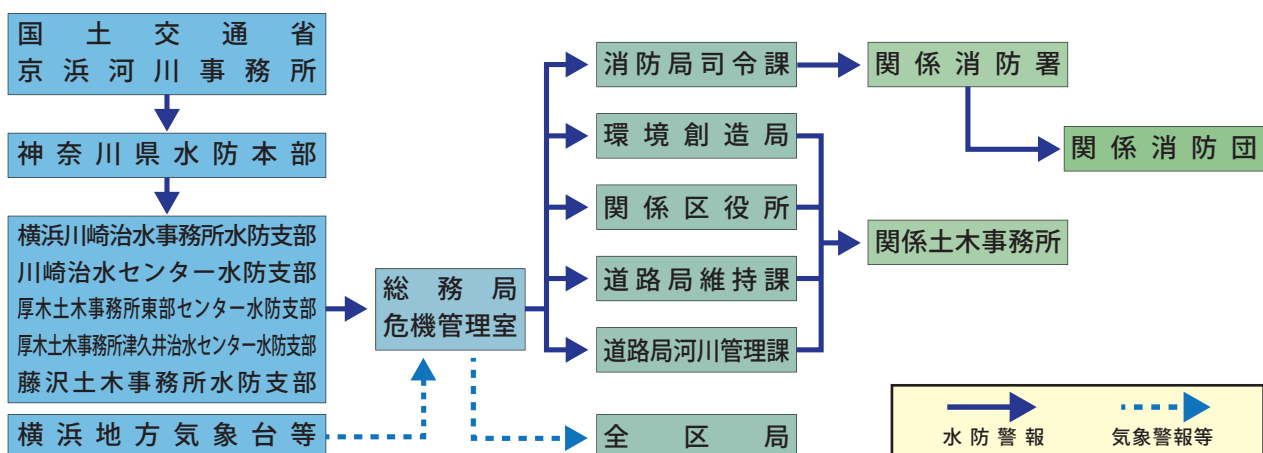 国土交通省
京浜河川事務所
神奈川県水防本部
横浜川崎治水事務所水防支部
川崎治水センター水防支部
厚木土木事務所東部センター水防支部
厚木土木事務所津久井治水センター水防支部
藤沢土木事務所水防支部
横浜地方気象台等
総務局
危機管理室
消防局司令課
環境創造局
関係区役所
道路局維持課
道路局河川管理課
全区局
関係消防署
関係消防団
関係土木事務所
水防警報
気象警報等